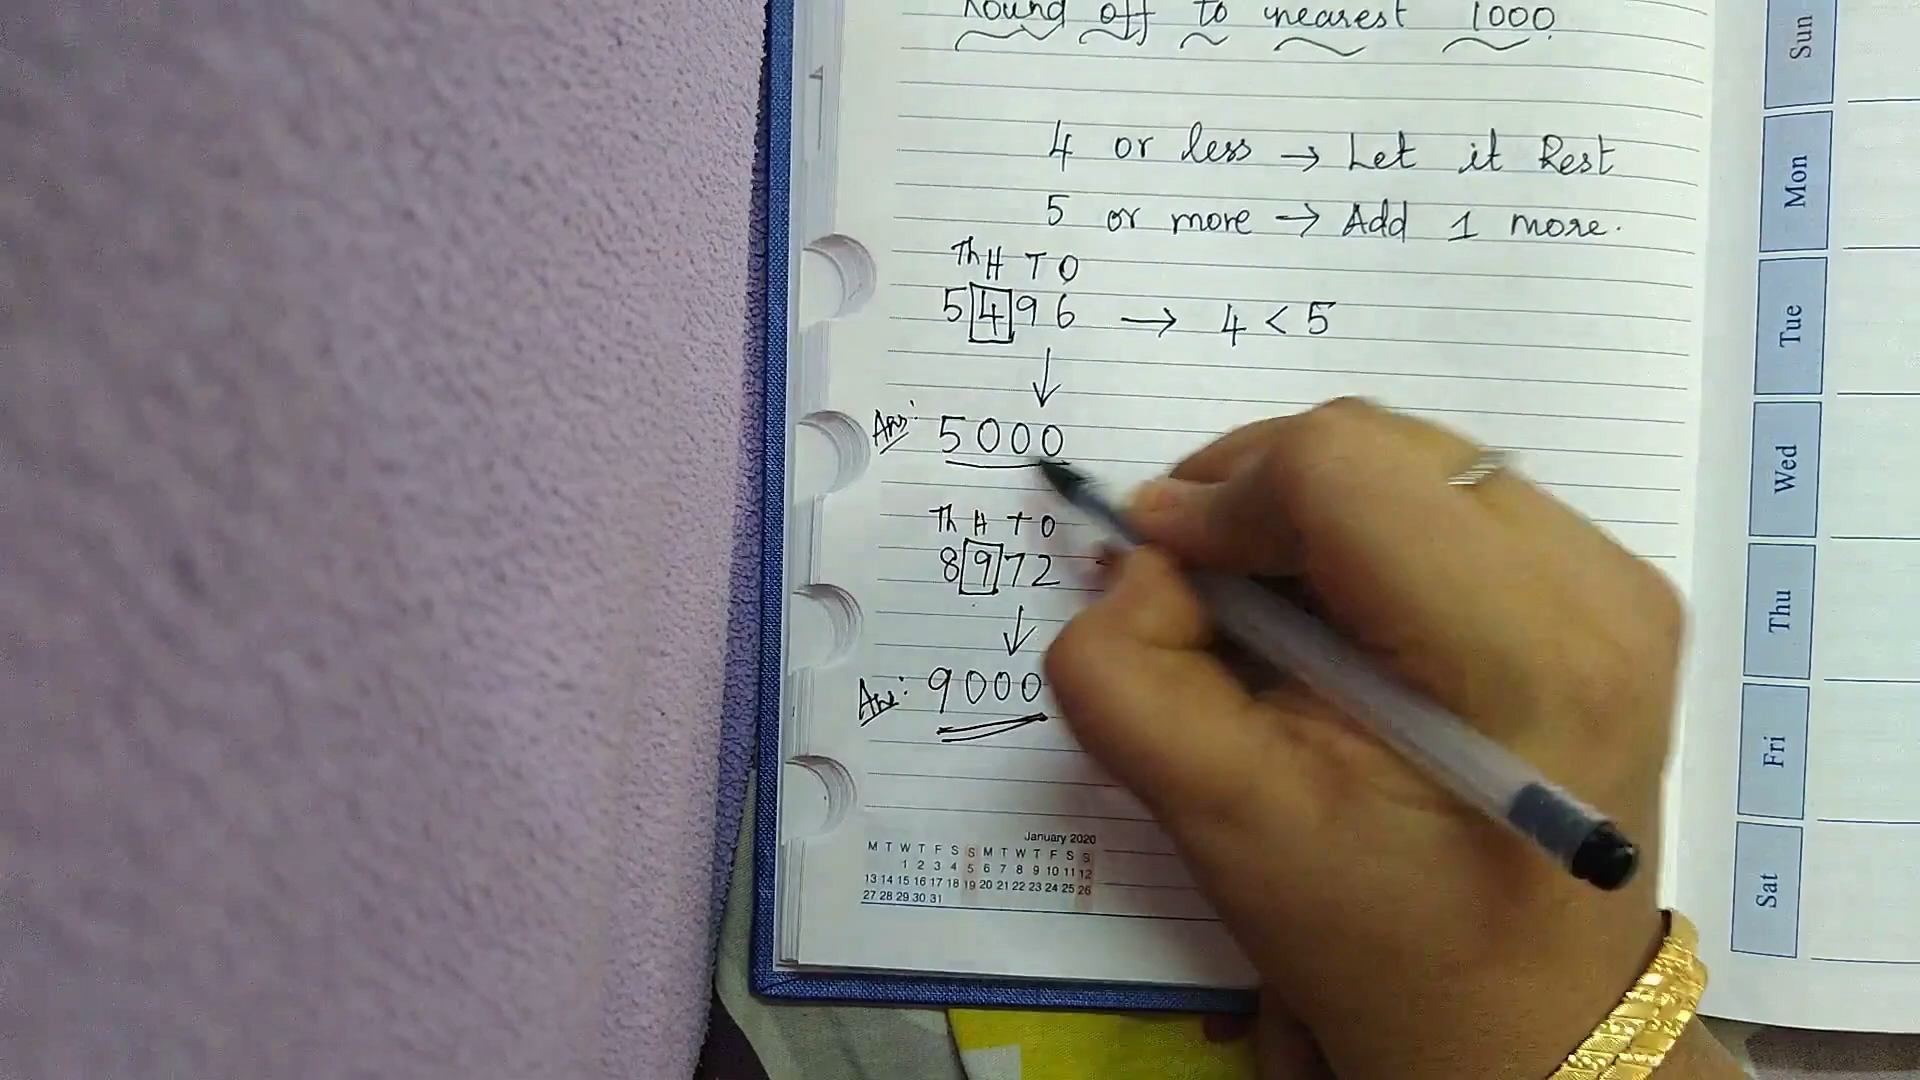 Round off to nearest 1000.
4 or less → Let it Rest
5 or more → Add 1 more.
Th H T O
5 4 9 6 → 4 < 5
↓
Ans: 5000
Th H T O
8 9 7 2
↓
Ans: 9000
January 2020
M T W T F S S M T W T F S S
1 2 3 4 5 6 7 8 9 10 11 12
13 14 15 16 17 18 19 20 21 22 23 24 25 26
27 28 29 30 31
Sun
Mon
Tue
Wed
Thu
Fri
Sat